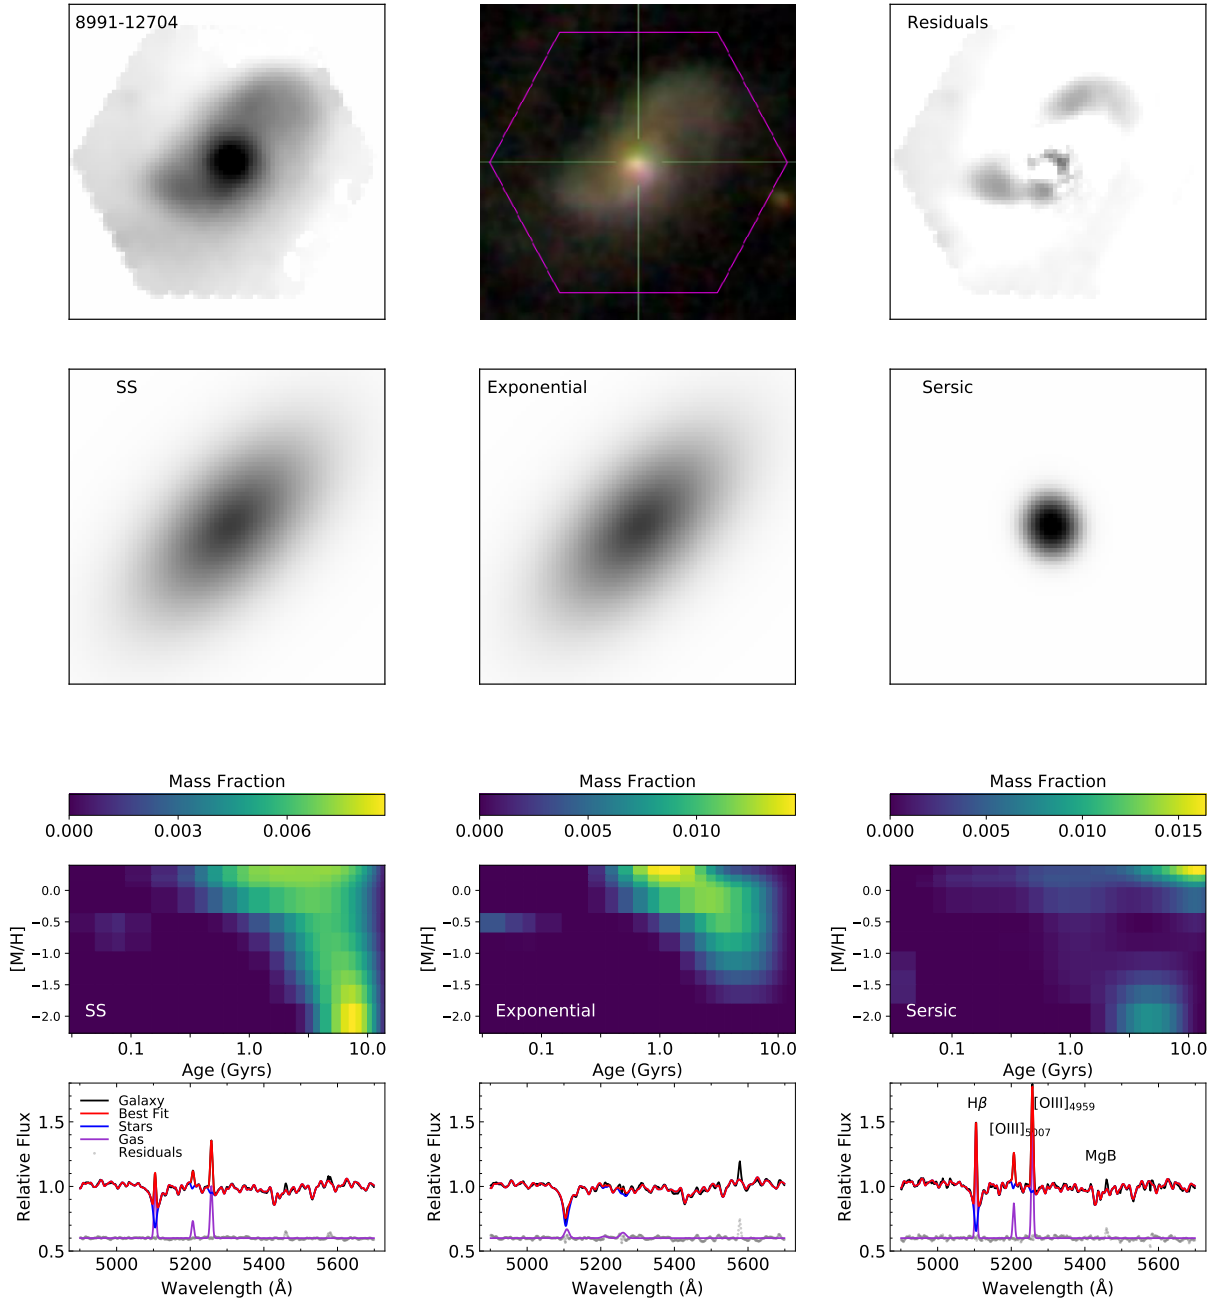 8991-12704
Residuals
SS
Exponential
Sersic
Mass Fraction
Mass Fraction
Mass Fraction
0.000 0.003 0.006
0.000 0.005 0.010
0.000 0.005 0.010 0.015
[M/H]
0.0
−0.5
−1.0
−1.5
−2.0
SS
0.1 1.0 10.0
Age (Gyrs)
[M/H]
0.0
−0.5
−1.0
−1.5
−2.0
Exponential
0.1 1.0 10.0
Age (Gyrs)
[M/H]
0.0
−0.5
−1.0
−1.5
−2.0
Sersic
0.1 1.0 10.0
Age (Gyrs)
Relative Flux
1.5
1.0
0.5
Galaxy
Best Fit
Stars
Gas
Residuals
5000 5200 5400 5600
Wavelength (Å)
Relative Flux
1.5
1.0
0.5
5000 5200 5400 5600
Wavelength (Å)
Relative Flux
1.5
1.0
0.5
Hβ
[OIII]4959
[OIII]5007
MgB
5000 5200 5400 5600
Wavelength (Å)